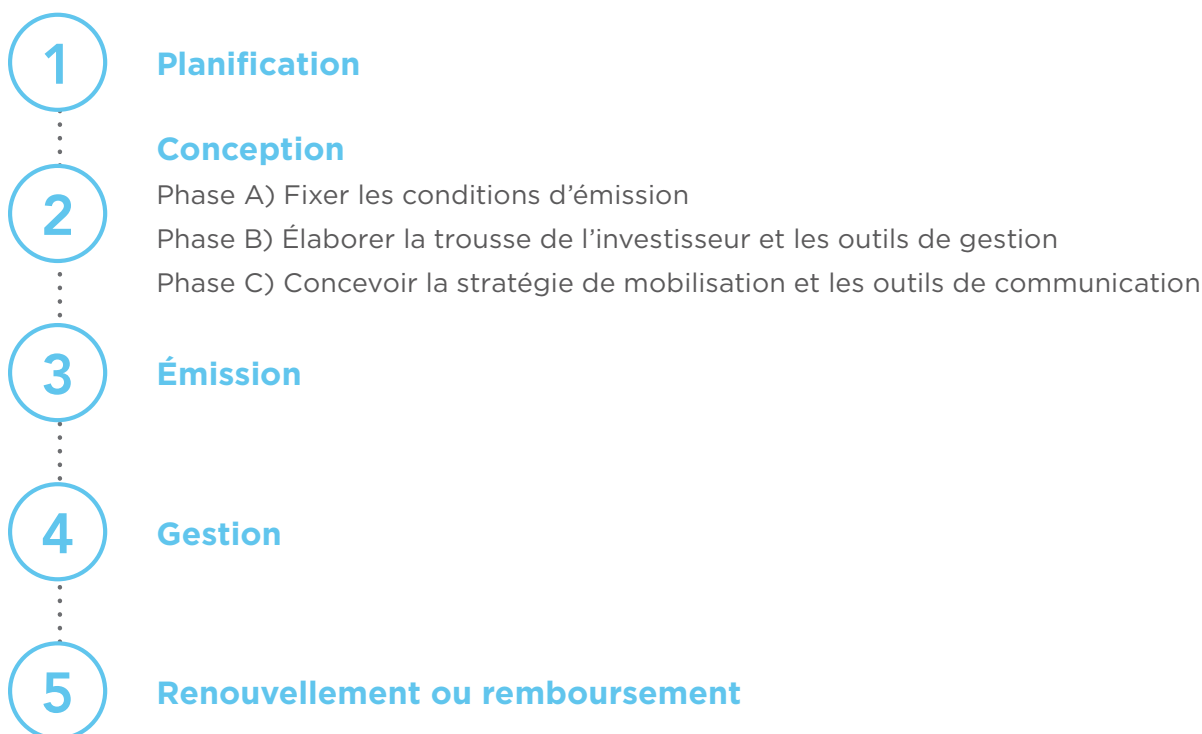 1 Planification
Conception
2
Phase A) Fixer les conditions d’émission
Phase B) Élaborer la trousse de l’investisseur et les outils de gestion
Phase C) Concevoir la stratégie de mobilisation et les outils de communication
3 Émission
4 Gestion
5 Renouvellement ou remboursement